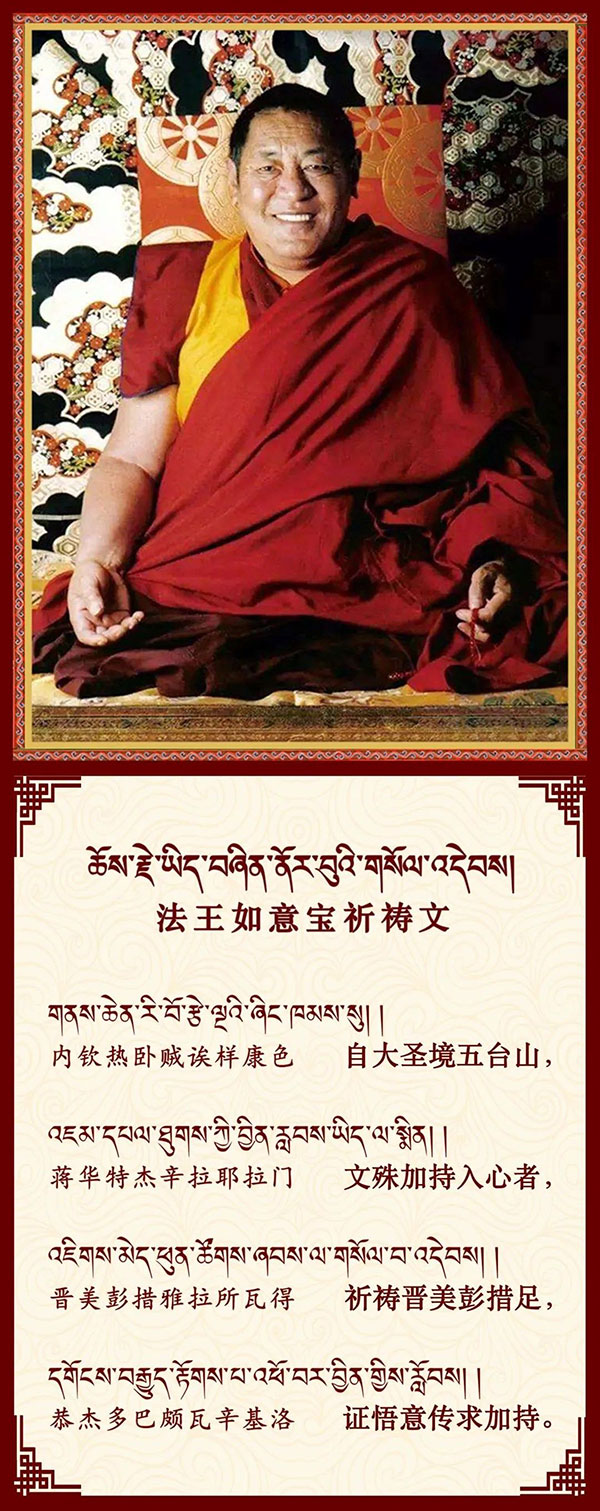 ཆོས་རྗེ་ཡིད་བཞིན་ནོར་བུའི་གསོལ་འདེབས།
法王如意宝祈祷文
གནས་ཆེན་རི་བོ་རྩེ་ལྔའི་ཞིང་ཁམས་སུ། །
内钦热卧贼诶样康色 自大圣境五台山，
འཇམ་དཔལ་ཐུགས་ཀྱི་བྱིན་རླབས་ཡིད་ལ་སྨིན། །
蒋华特杰辛拉耶拉门 文殊加持入心者，
འཇིགས་མེད་ཕུན་ཚོགས་ཞབས་ལ་གསོལ་བ་འདེབས། །
晋美彭措雅拉所瓦得 祈祷晋美彭措足，
དགོངས་བརྒྱུད་རྟོགས་པ་འཕོ་བར་བྱིན་གྱིས་རློབས། །
恭杰多巴颇瓦辛基洛 证悟意传求加持。